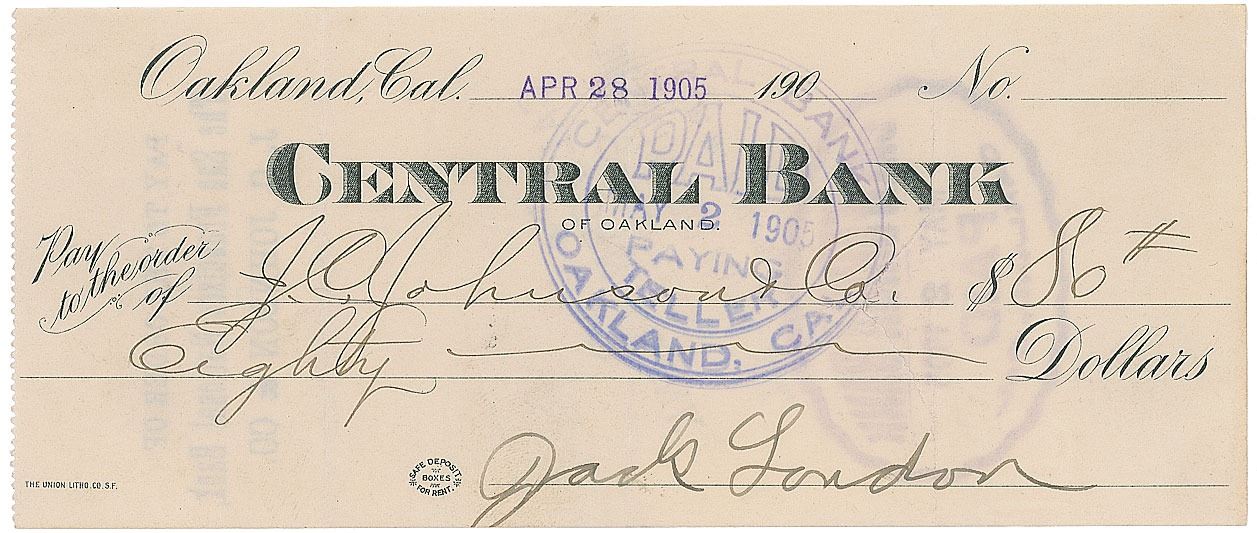 Oakland, Cal. APR 28 1905 190 No.
CENTRAL BANK
OF OAKLAND.
Pay to the order of J. C. Johnson & Co. $ 80 #
Eighty Dollars
Jack London
SAFE DEPOSIT BOXES FOR RENT.
THE UNION LITHO. CO. S.F.
CENTRAL BANK
PAID
MAY 2 1905
PAYING
TELLER
OAKLAND, CAL